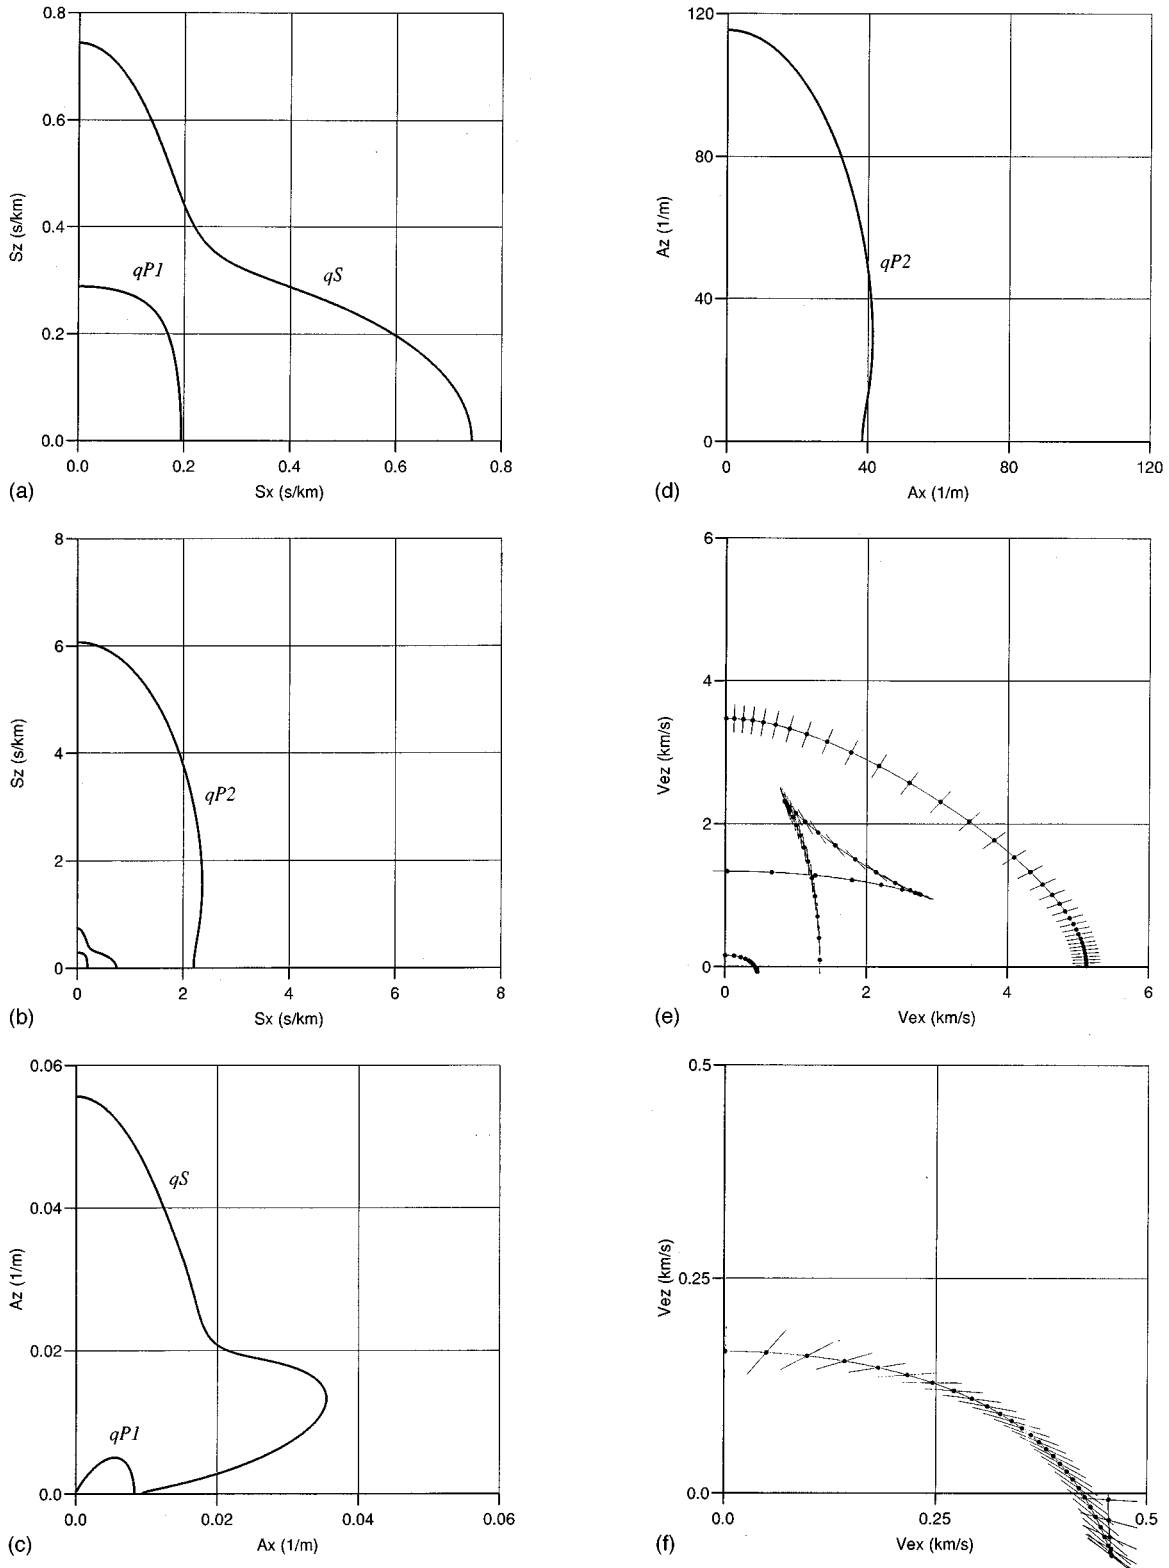 0.8
0.6
0.4
0.2
0.0
Sz (s/km)
qP1
qS
0.0 0.2 0.4 0.6 0.8
Sx (s/km)
(a)
8
6
4
2
0
Sz (s/km)
qP2
0 2 4 6 8
Sx (s/km)
(b)
0.06
0.04
0.02
0.0
Az (1/m)
qS
qP1
0.0 0.02 0.04 0.06
Ax (1/m)
(c)
120
80
40
0
Az (1/m)
qP2
0 40 80 120
Ax (1/m)
(d)
6
4
2
0
Vez (km/s)
0 2 4 6
Vex (km/s)
(e)
0.5
0.25
0.0
Vez (km/s)
0.0 0.25 0.5
Vex (km/s)
(f)